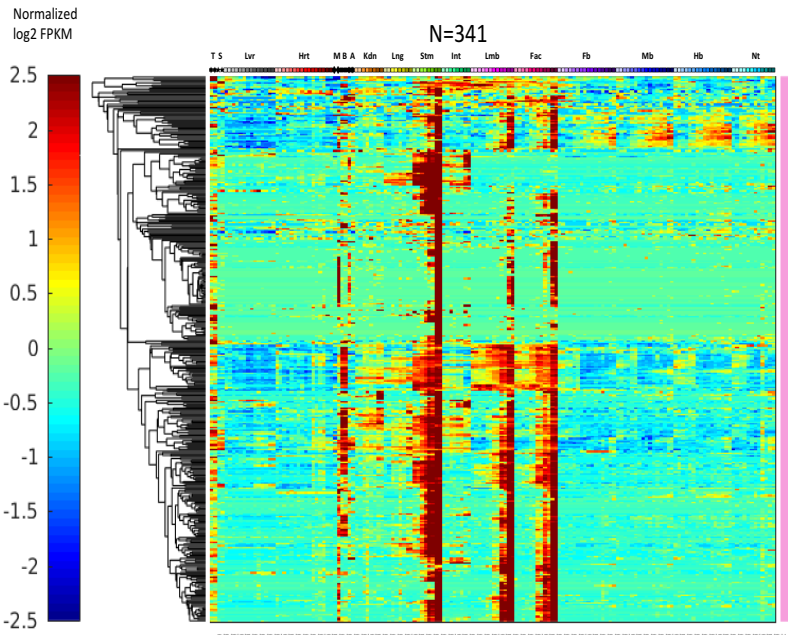 Normalized
log2 FPKM
N=341
T S Lvr Hrt M B A Kdn Lng Stm Int Lmb Fac Fb Mb Hb Nt
2.5
2
1.5
1
0.5
0
-0.5
-1
-1.5
-2
-2.5